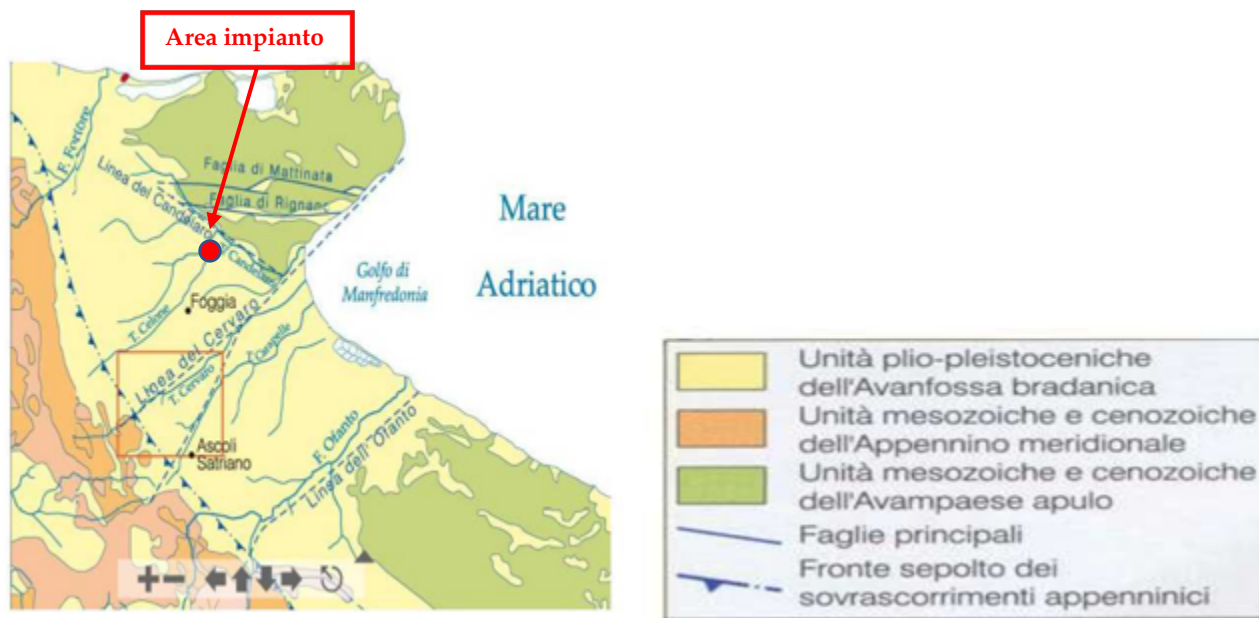 Area impianto
F. Fortore
Faglia di Mattinata
Linea del Candelaro
Faglia di Rignano
Candelaro
Mare
Adriatico
Golfo di
Manfredonia
Foggia
T. Celone
Linea del Cervaro
T. Carapelle
T. Cervaro
Ascoli
Satriano
F. Ofanto
Linea dell'Ofanto
Unità plio-pleistoceniche
dell'Avanfossa bradanica
Unità mesozoiche e cenozoiche
dell'Appennino meridionale
Unità mesozoiche e cenozoiche
dell'Avampaese apulo
Faglie principali
Fronte sepolto dei
sovrascorrimenti appenninici